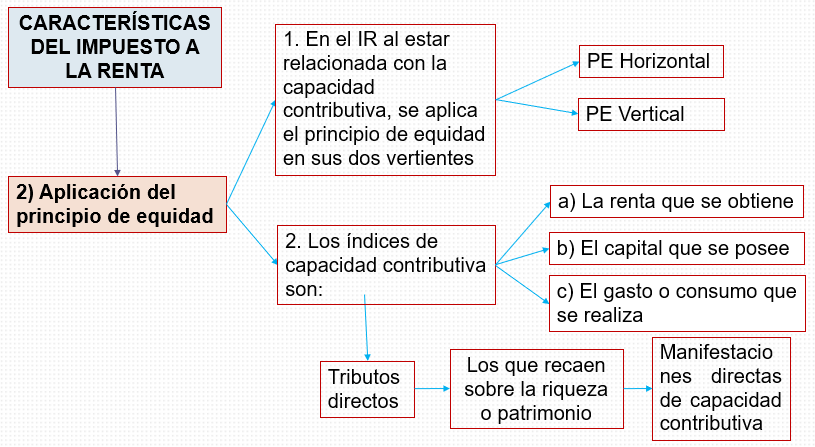 CARACTERÍSTICAS
DEL IMPUESTO A
LA RENTA
2) Aplicación del
principio de equidad
1. En el IR al estar
relacionada con la
capacidad
contributiva, se aplica
el principio de equidad
en sus dos vertientes
PE Horizontal
PE Vertical
2. Los índices de
capacidad contributiva
son:
a) La renta que se obtiene
b) El capital que se posee
c) El gasto o consumo que
se realiza
Tributos
directos
Los que recaen
sobre la riqueza
o patrimonio
Manifestacio
nes directas
de capacidad
contributiva